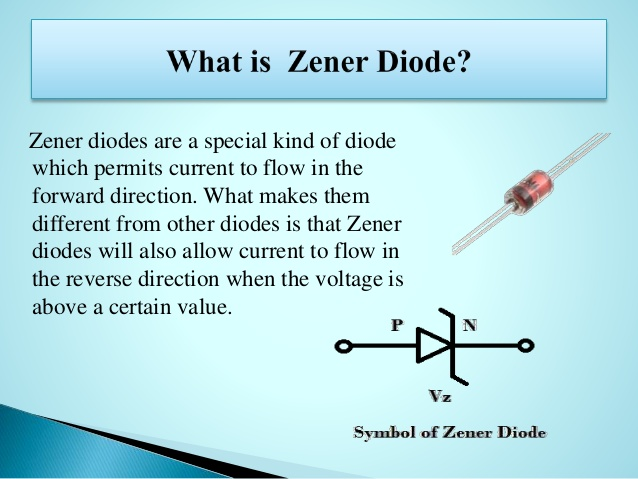 What is Zener Diode?
Zener diodes are a special kind of diode
which permits current to flow in the
forward direction. What makes them
different from other diodes is that Zener
diodes will also allow current to flow in
the reverse direction when the voltage is
above a certain value.
P N
Vz
Symbol of Zener Diode